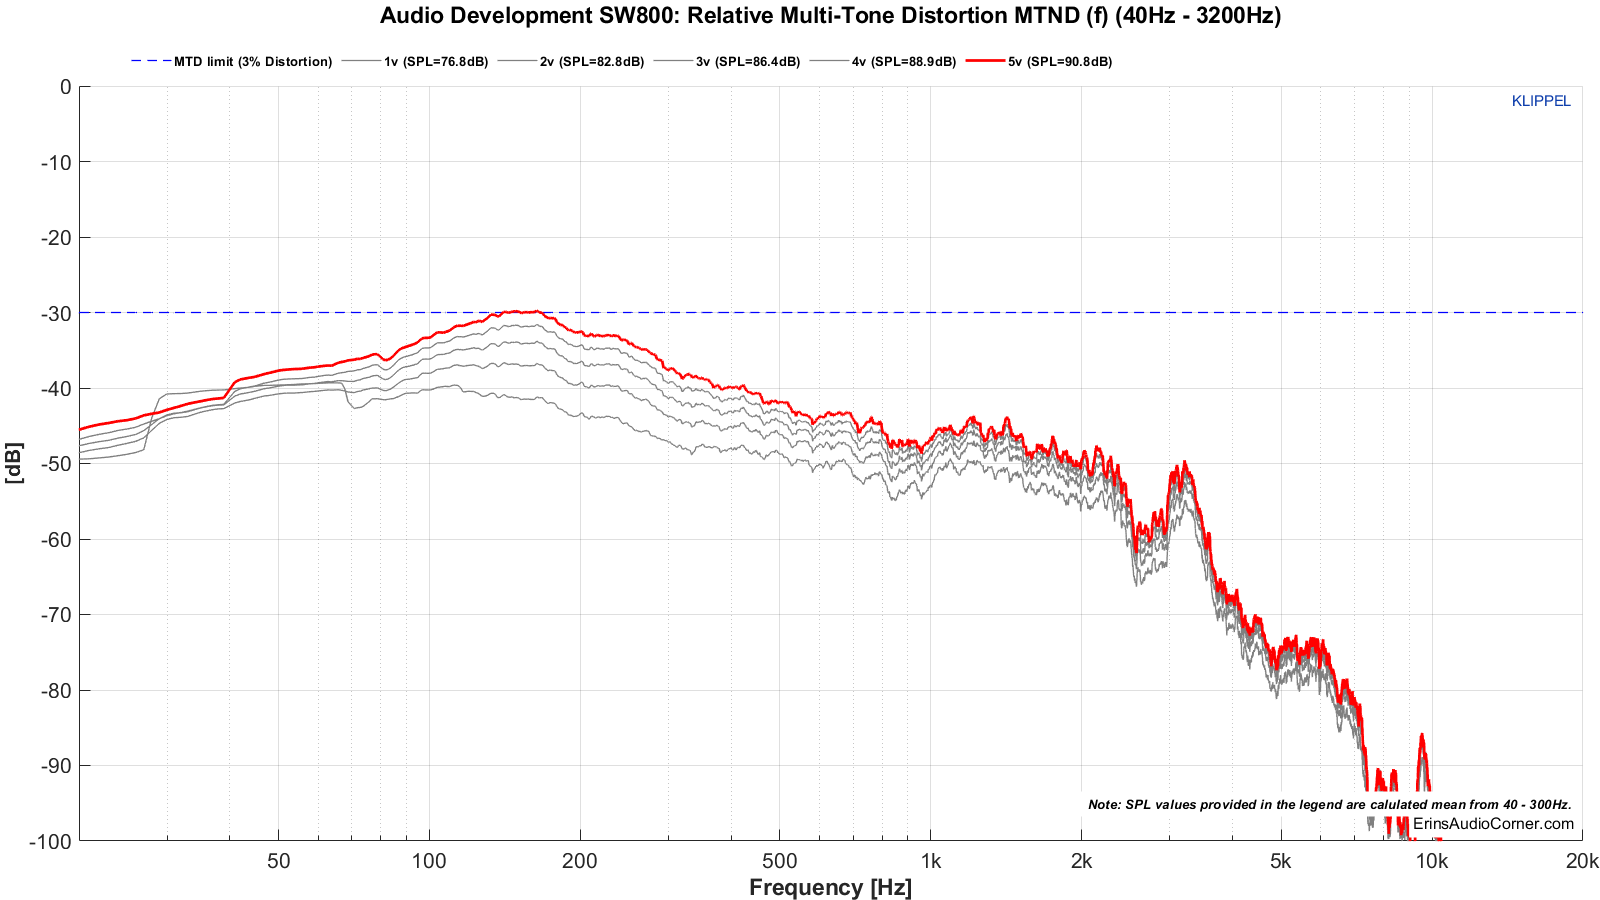 Audio Development SW800: Relative Multi-Tone Distortion MTND (f) (40Hz - 3200Hz)
MTD limit (3% Distortion) 1v (SPL=76.8dB) 2v (SPL=82.8dB) 3v (SPL=86.4dB) 4v (SPL=88.9dB) 5v (SPL=90.8dB)
KLIPPEL
0
-10
-20
-30
-40
-50
-60
-70
-80
-90
-100
[dB]
Note: SPL values provided in the legend are calulated mean from 40 - 300Hz.
ErinsAudioCorner.com
50 100 200 500 1k 2k 5k 10k 20k
Frequency [Hz]